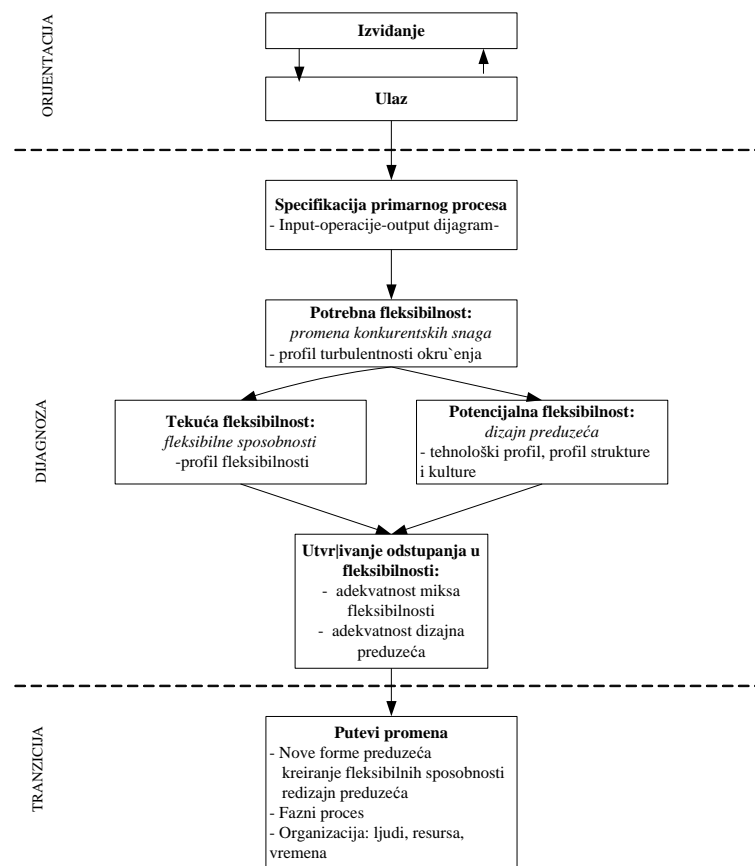 ORIJENTACIJA
Izviđanje
Ulaz
DIJAGNOZA
Specifikacija primarnog procesa
- Input-operacije-output dijagram-
Potrebna fleksibilnost:
promena konkurentskih snaga
- profil turbulentnosti okru`enja
Tekuća fleksibilnost:
fleksibilne sposobnosti
-profil fleksibilnosti
Potencijalna fleksibilnost:
dizajn preduzeća
- tehnološki profil, profil strukture
i kulture
Utvr|ivanje odstupanja u
fleksibilnosti:
- adekvatnost miksa
fleksibilnosti
- adekvatnost dizajna
preduzeća
TRANZICIJA
Putevi promena
- Nove forme preduzeća
kreiranje fleksibilnih sposobnosti
redizajn preduzeća
- Fazni proces
- Organizacija: ljudi, resursa,
vremena